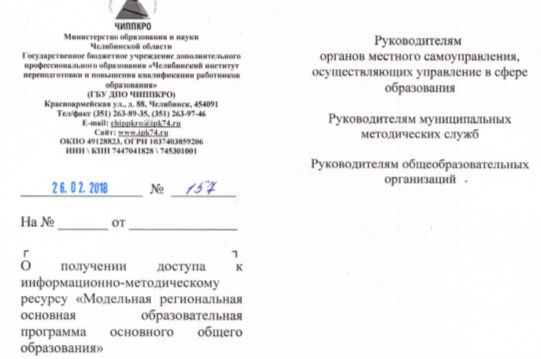 ЧИППКРО
Министерство образования и науки
Челябинской области
Государственное бюджетное учреждение дополнительного
профессионального образования «Челябинский институт
переподготовки и повышения квалификации работников
образования»
(ГБУ ДПО ЧИППКРО)
Красноармейская ул., д. 88, Челябинск, 454091
Тел/факс (351) 263-89-35, (351) 263-97-46
E-mail: chippkro@ipk74.ru
Сайт: www.ipk74.ru
ОКПО 49128823, ОГРН 1037403859206
ИНН \ КПП 7447041828 \ 745301001
26.02.2018 № 157
На № _______ от _______________
О получении доступа к
информационно-методическому
ресурсу «Модельная региональная
основная образовательная
программа основного общего
образования»
Руководителям
органов местного самоуправления,
осуществляющих управление в сфере
образования
Руководителям муниципальных
методических служб
Руководителям общеобразовательных
организаций